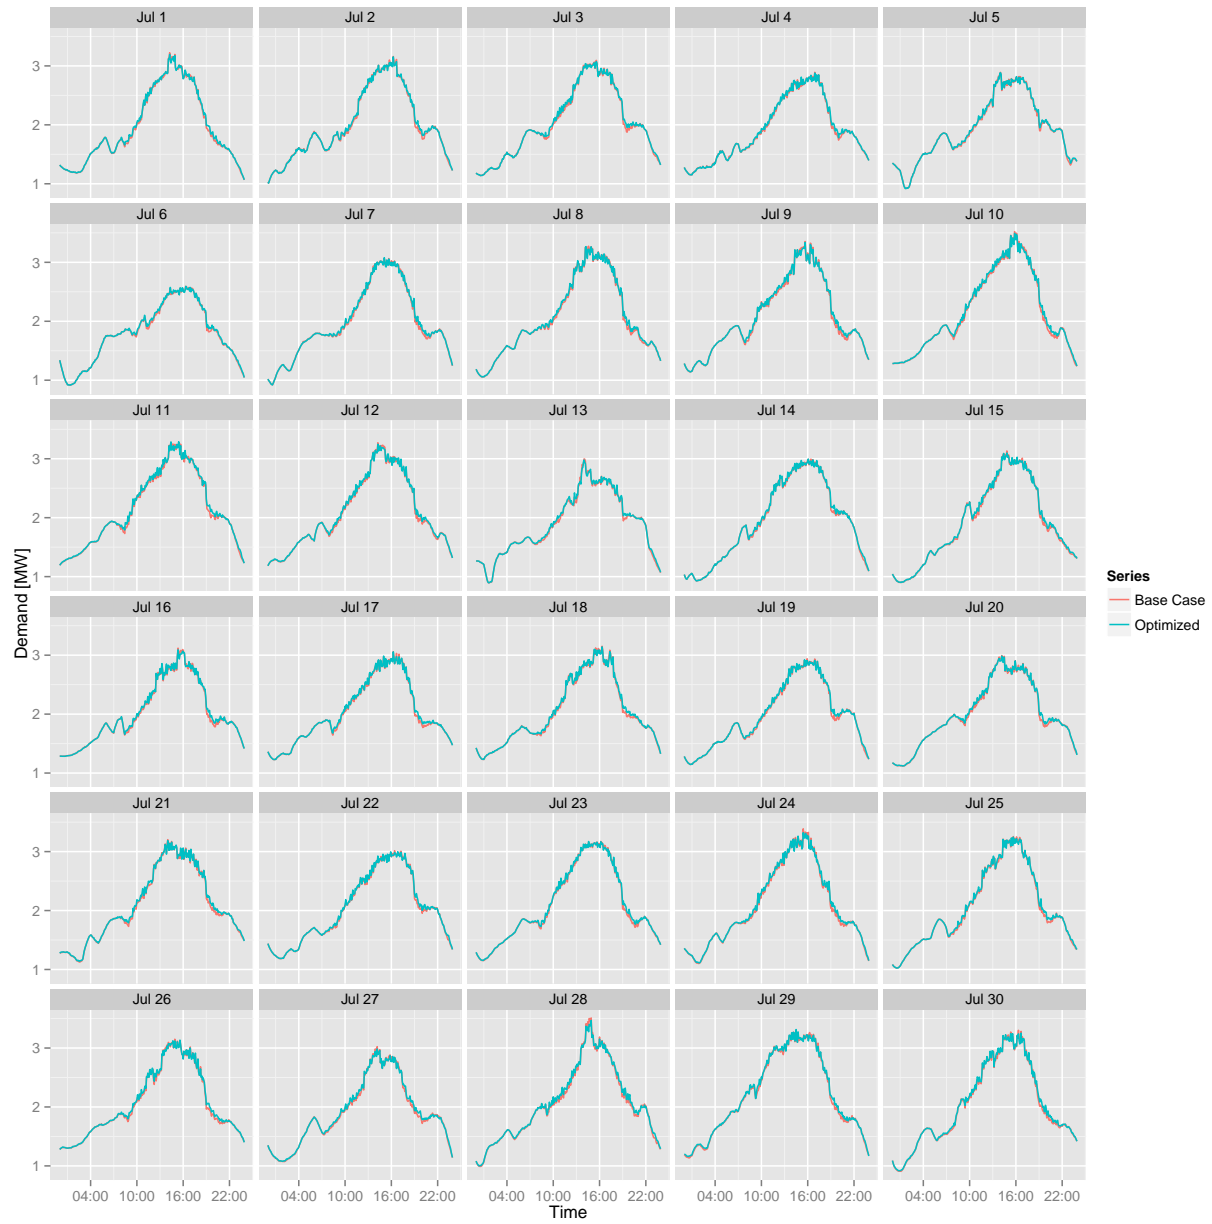 Jul 1 Jul 2 Jul 3 Jul 4 Jul 5
3
2
1
Jul 6 Jul 7 Jul 8 Jul 9 Jul 10
3
2
1
Jul 11 Jul 12 Jul 13 Jul 14 Jul 15
3
2
1
Jul 16 Jul 17 Jul 18 Jul 19 Jul 20
3
2
1
Jul 21 Jul 22 Jul 23 Jul 24 Jul 25
3
2
1
Jul 26 Jul 27 Jul 28 Jul 29 Jul 30
3
2
1
04:00 10:00 16:00 22:00 04:00 10:00 16:00 22:00 04:00 10:00 16:00 22:00 04:00 10:00 16:00 22:00 04:00 10:00 16:00 22:00
Time
Demand [MW]
Series
Base Case
Optimized